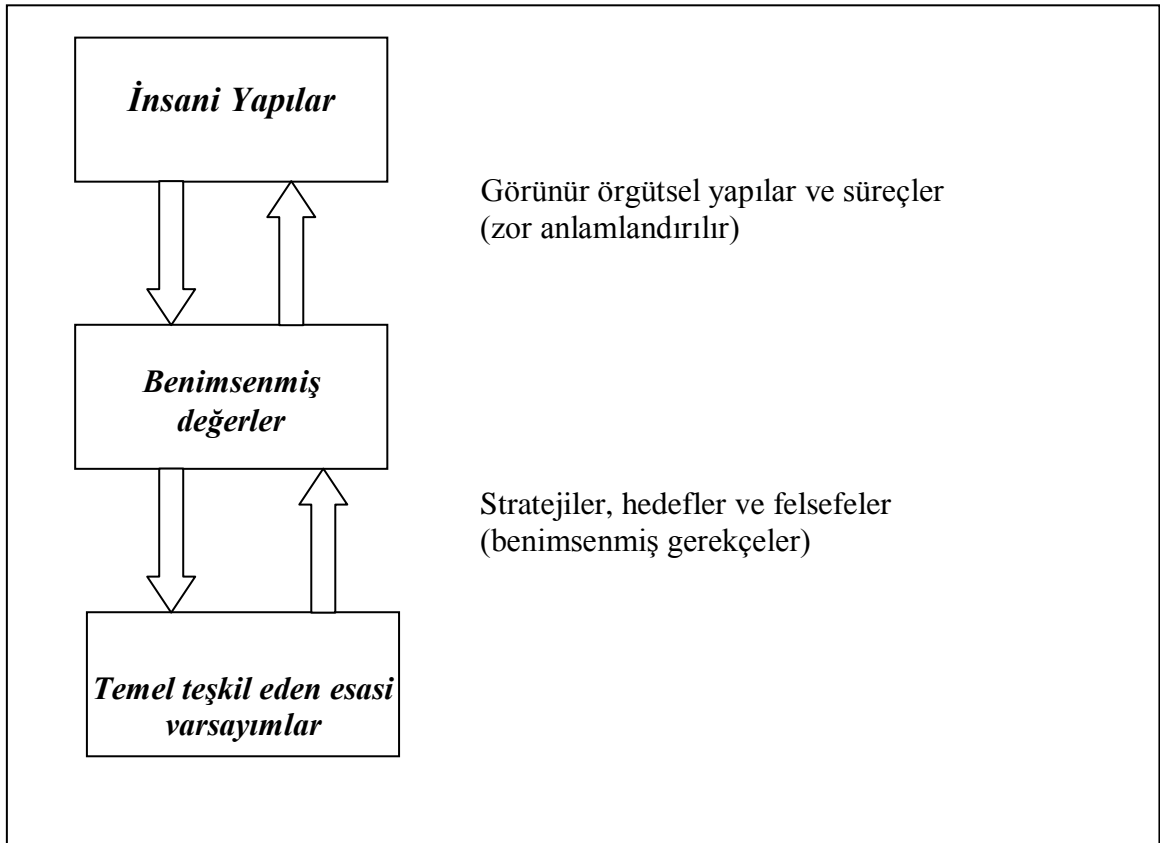 İnsani Yapılar
Görünür örgütsel yapılar ve süreçler
(zor anlamlandırılır)
Benimsenmiş
değerler
Stratejiler, hedefler ve felsefeler
(benimsenmiş gerekçeler)
Temel teşkil eden esasi
varsayımlar